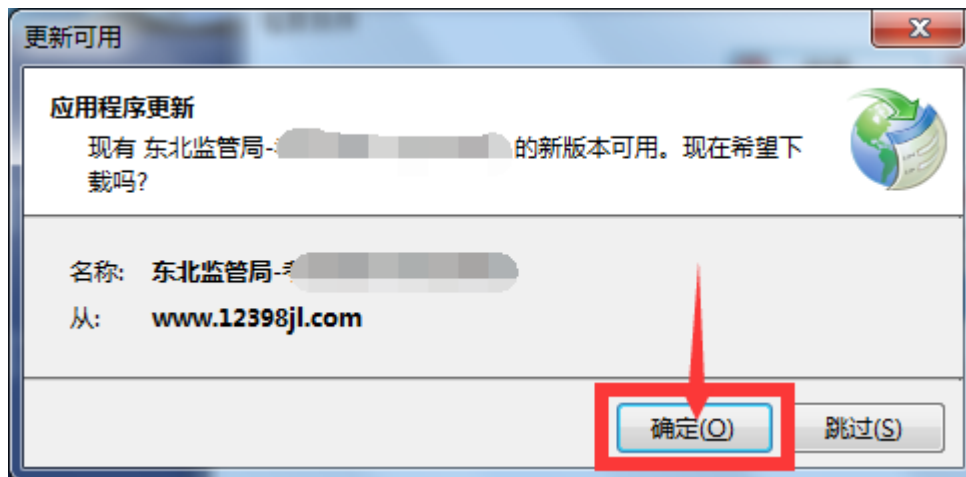 更新可用
应用程序更新
现有 东北监管局- 的新版本可用。现在希望下
载吗?
名称: 东北监管局-
从: www.12398jl.com
确定(O) 跳过(S)